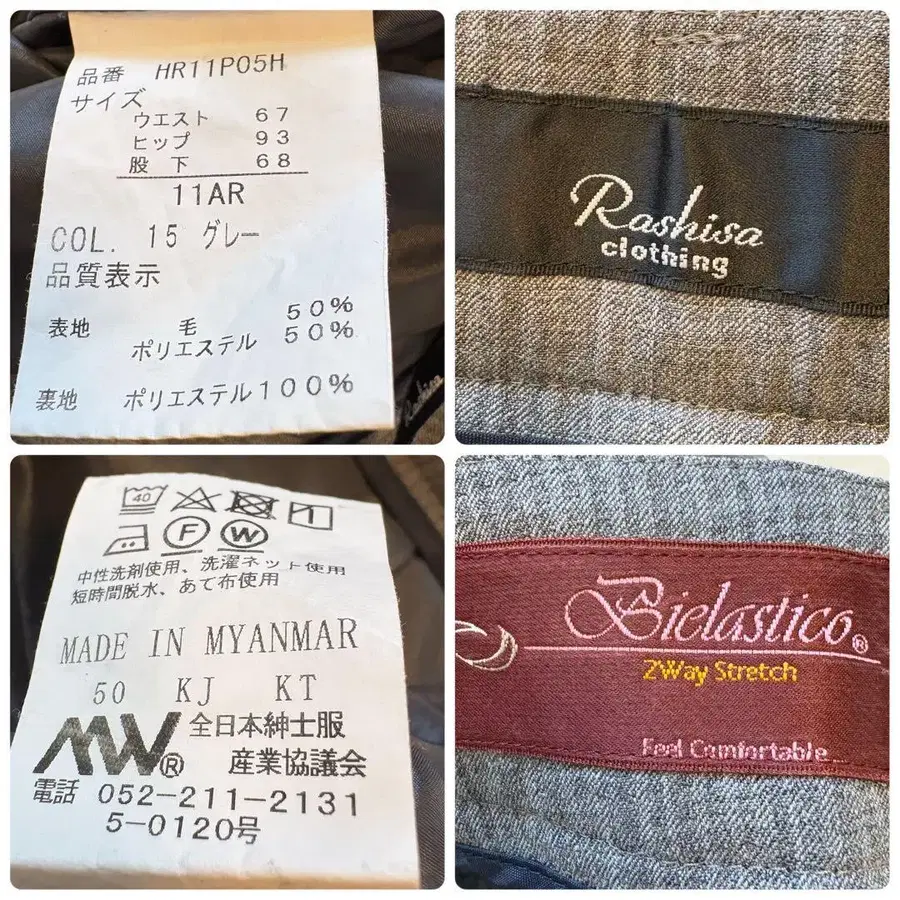 品番 HR11P05H
サイズ
ウエスト 67
ヒップ 93
股下 68
11AR
COL. 15 グレー
品質表示
表地 毛 50%
ポリエステル 50%
裏地 ポリエステル100%
Rashisa
Rashisa
clothing
40
F W
中性洗剤使用、洗濯ネット使用
短時間脱水、あて布使用
MADE IN MYANMAR
50 KJ KT
MW® 全日本紳士服
産業協議会
電話 052-211-2131
5-0120号
Bielastico®
2Way Stretch
Feel Comfortable